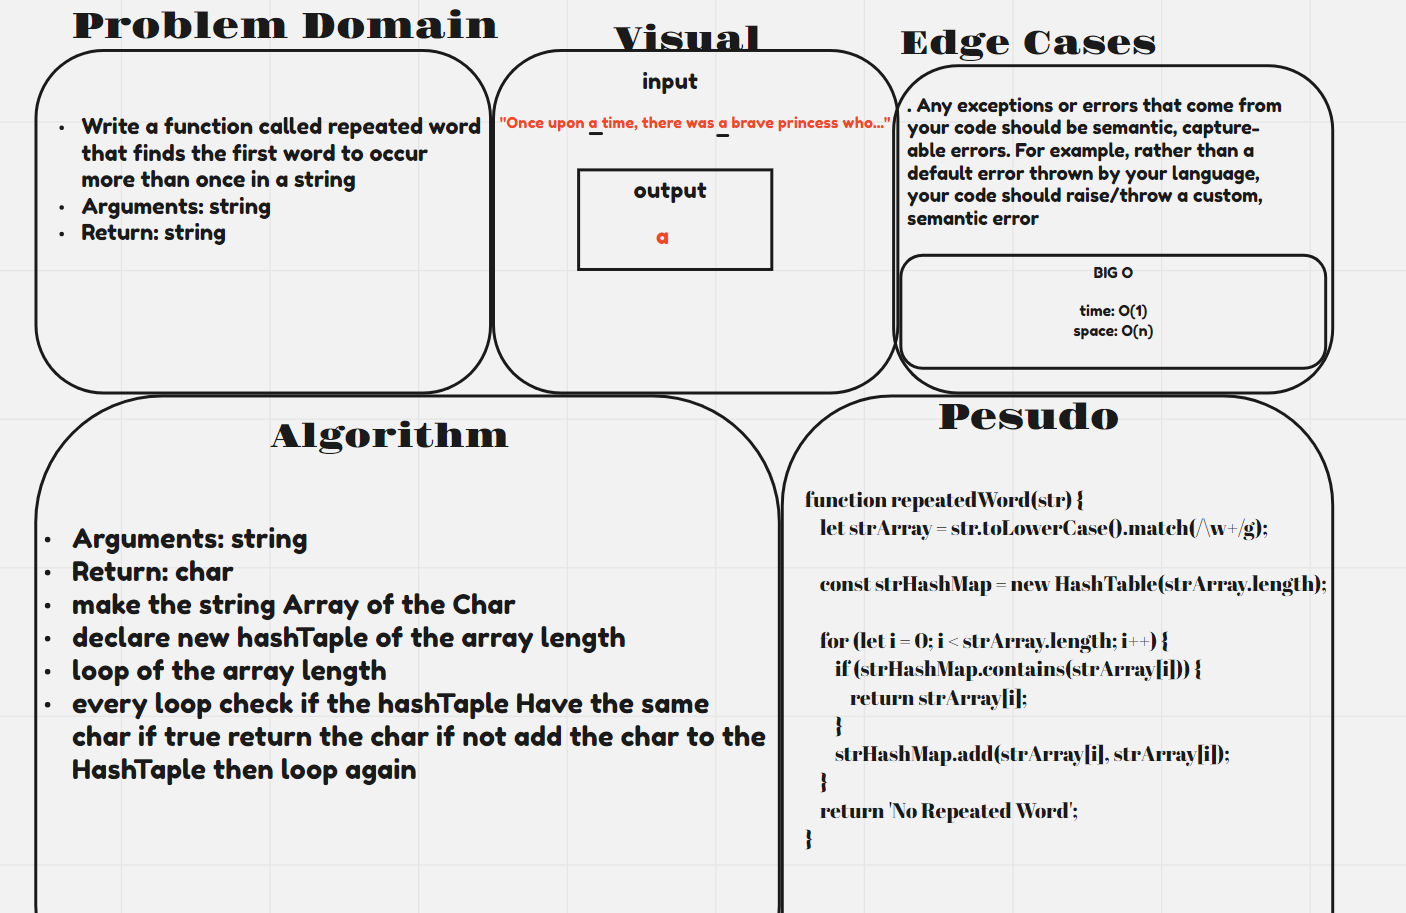 Problem Domain
• Write a function called repeated word
that finds the first word to occur
more than once in a string
• Arguments: string
• Return: string
Visual
input
"Once upon a time, there was a brave princess who..."
output
a
Edge Cases
. Any exceptions or errors that come from
your code should be semantic, capture-
able errors. For example, rather than a
default error thrown by your language,
your code should raise/throw a custom,
semantic error
BIG O
time: O(1)
space: O(n)
Algorithm
• Arguments: string
• Return: char
• make the string Array of the Char
• declare new hashTaple of the array length
• loop of the array length
• every loop check if the hashTaple Have the same
char if true return the char if not add the char to the
HashTaple then loop again
Pesudo
function repeatedWord(str) {
let strArray = str.toLowerCase().match(/\w+/g);
const strHashMap = new HashTable(strArray.length);
for (let i = 0; i < strArray.length; i++) {
if (strHashMap.contains(strArray[i])) {
return strArray[i];
}
strHashMap.add(strArray[i], strArray[i]);
}
return 'No Repeated Word';
}